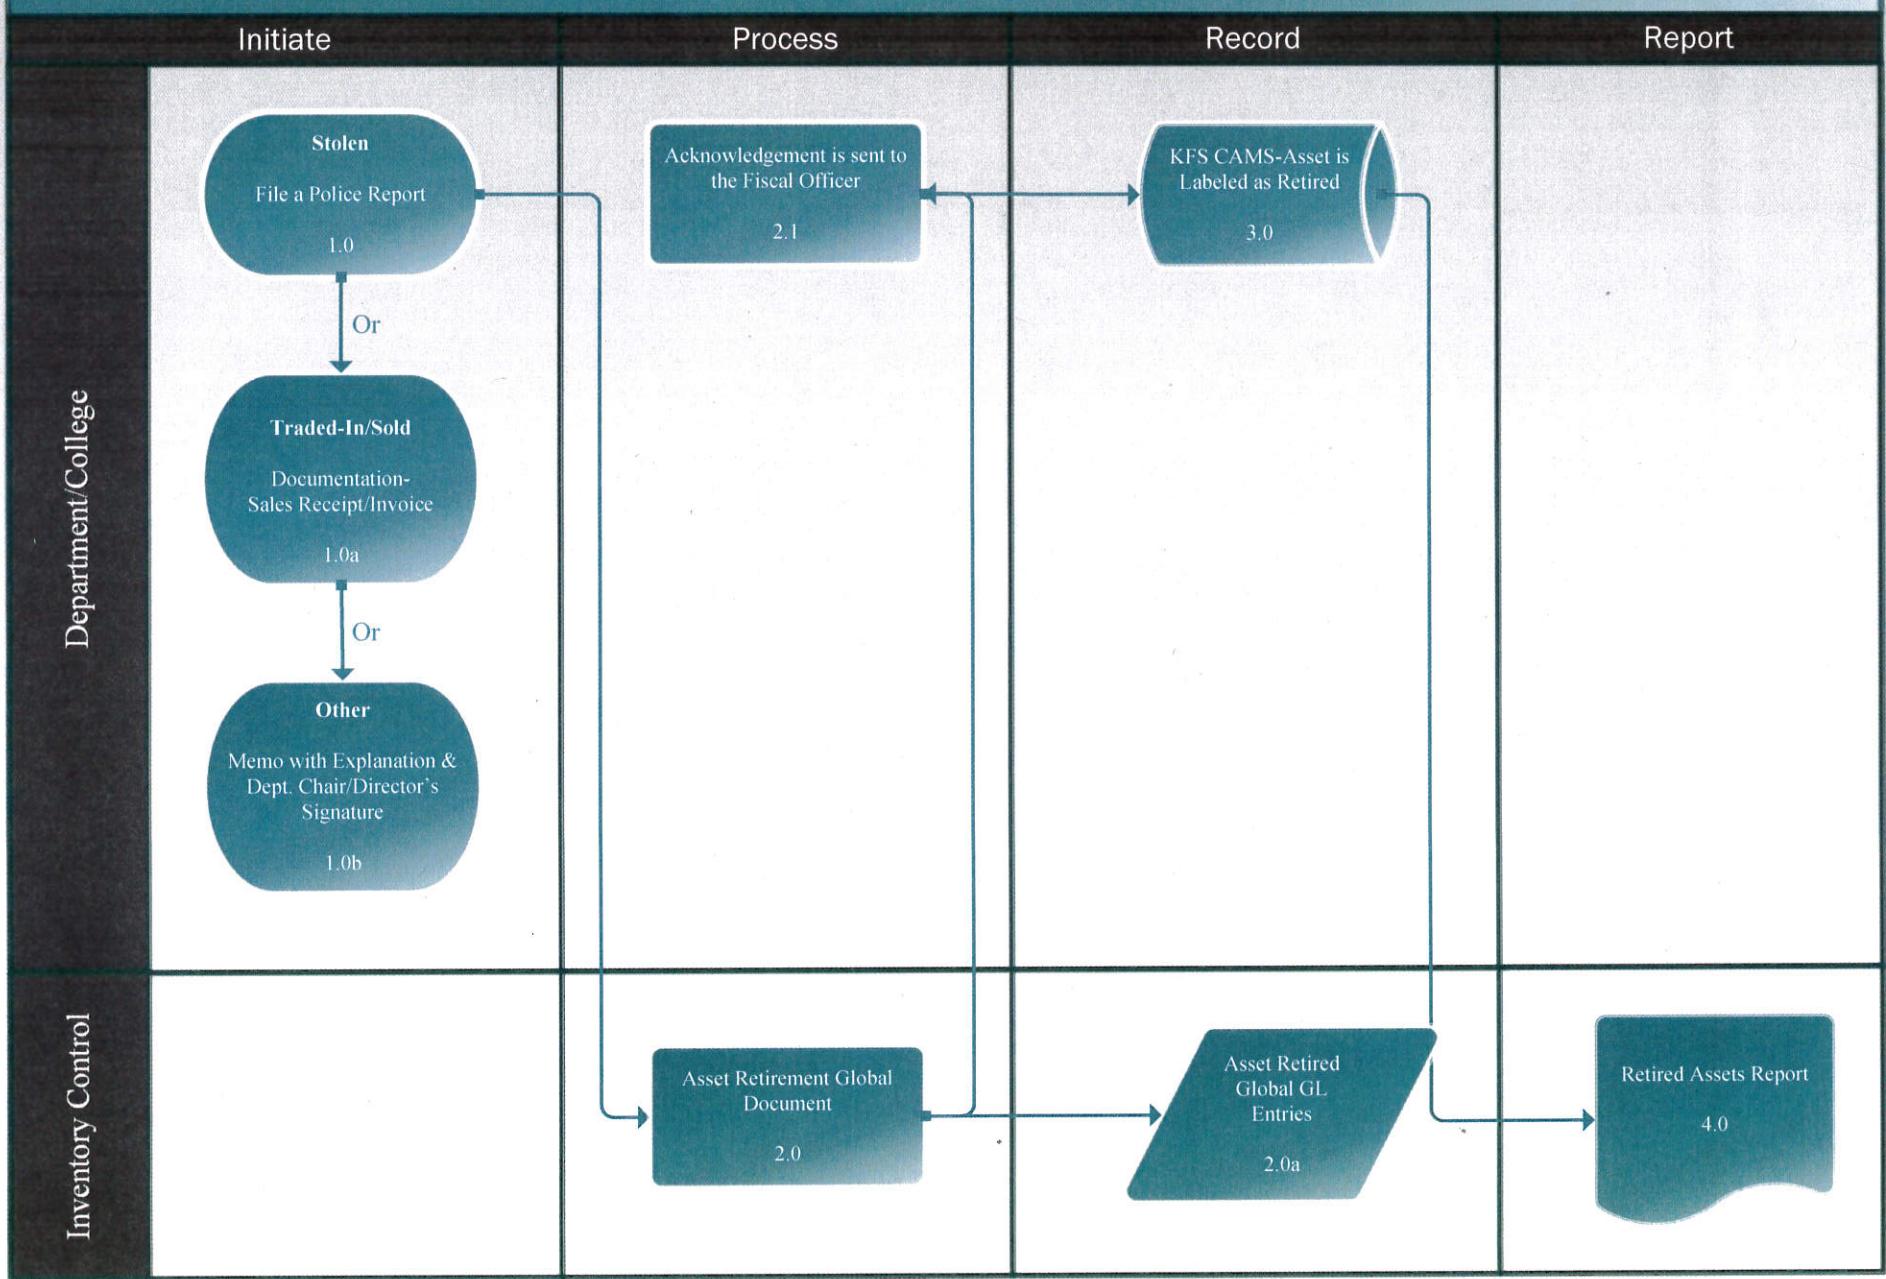 Initiate
Process
Record
Report
Department/College
Stolen
File a Police Report
1.0
Or
Traded-In/Sold
Documentation-
Sales Receipt/Invoice
1.0a
Or
Other
Memo with Explanation &
Dept. Chair/Director's
Signature
1.0b
Acknowledgement is sent to
the Fiscal Officer
2.1
KFS CAMS-Asset is
Labeled as Retired
3.0
Inventory Control
Asset Retirement Global
Document
2.0
Asset Retired
Global GL
Entries
2.0a
Retired Assets Report
4.0